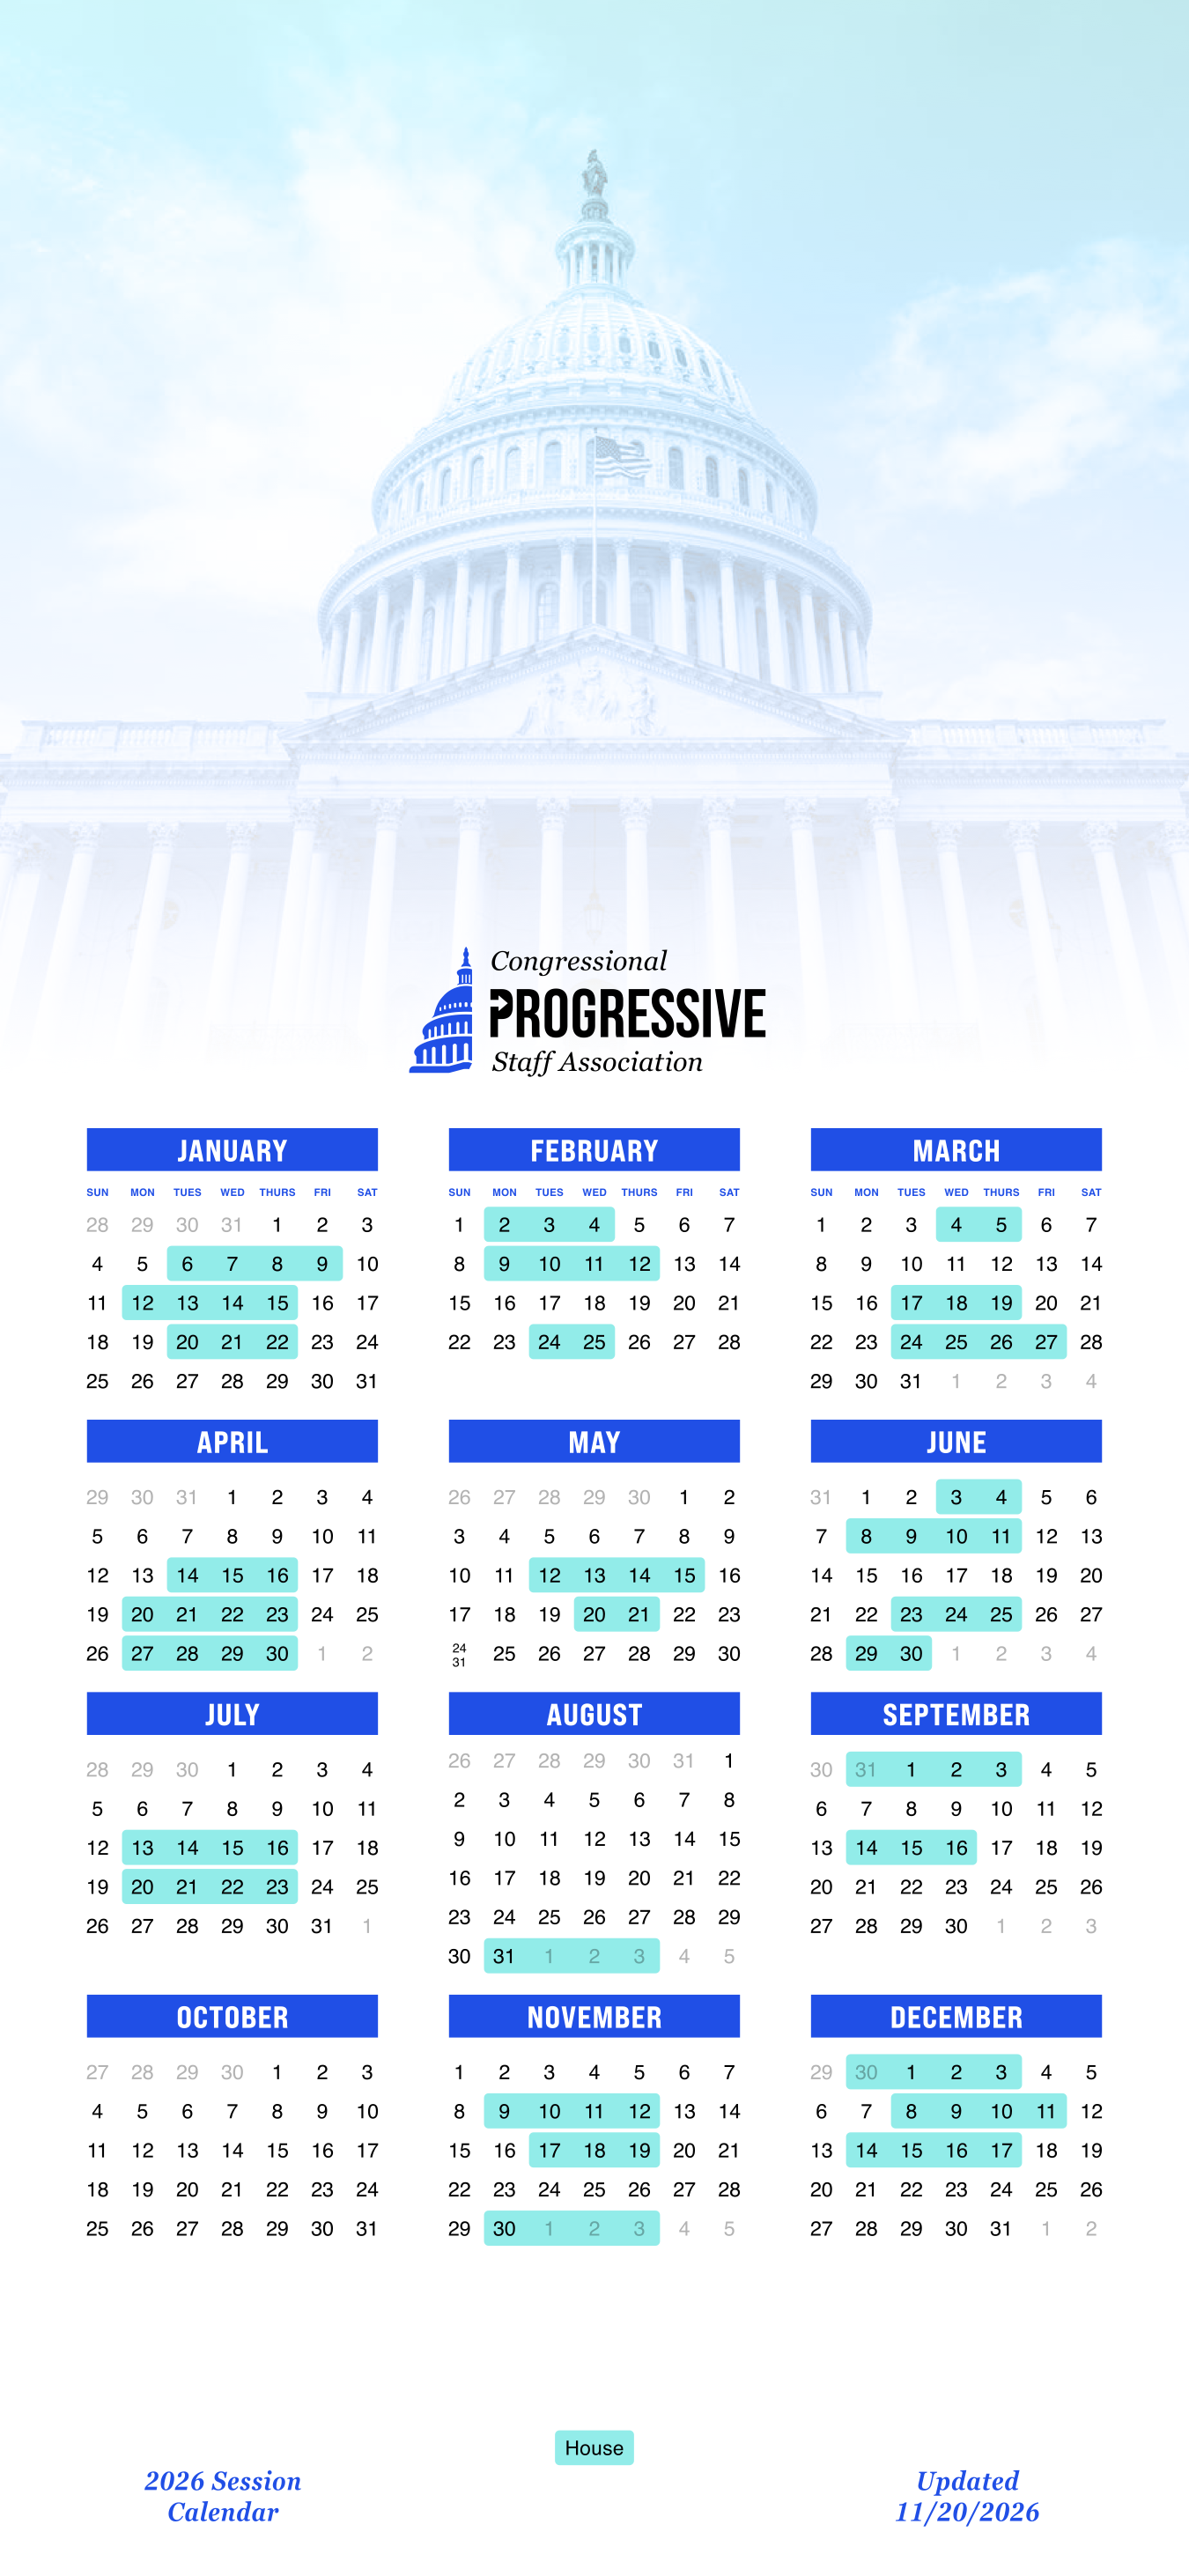 Congressional
PROGRESSIVE
Staff Association
JANUARY
SUN MON TUES WED THURS FRI SAT
28 29 30 31 1 2 3
4 5 6 7 8 9 10
11 12 13 14 15 16 17
18 19 20 21 22 23 24
25 26 27 28 29 30 31
FEBRUARY
SUN MON TUES WED THURS FRI SAT
1 2 3 4 5 6 7
8 9 10 11 12 13 14
15 16 17 18 19 20 21
22 23 24 25 26 27 28
MARCH
SUN MON TUES WED THURS FRI SAT
1 2 3 4 5 6 7
8 9 10 11 12 13 14
15 16 17 18 19 20 21
22 23 24 25 26 27 28
29 30 31 1 2 3 4
APRIL
29 30 31 1 2 3 4
5 6 7 8 9 10 11
12 13 14 15 16 17 18
19 20 21 22 23 24 25
26 27 28 29 30 1 2
MAY
26 27 28 29 30 1 2
3 4 5 6 7 8 9
10 11 12 13 14 15 16
17 18 19 20 21 22 23
24 31 25 26 27 28 29 30
JUNE
31 1 2 3 4 5 6
7 8 9 10 11 12 13
14 15 16 17 18 19 20
21 22 23 24 25 26 27
28 29 30 1 2 3 4
JULY
28 29 30 1 2 3 4
5 6 7 8 9 10 11
12 13 14 15 16 17 18
19 20 21 22 23 24 25
26 27 28 29 30 31 1
AUGUST
26 27 28 29 30 31 1
2 3 4 5 6 7 8
9 10 11 12 13 14 15
16 17 18 19 20 21 22
23 24 25 26 27 28 29
30 31 1 2 3 4 5
SEPTEMBER
30 31 1 2 3 4 5
6 7 8 9 10 11 12
13 14 15 16 17 18 19
20 21 22 23 24 25 26
27 28 29 30 1 2 3
OCTOBER
27 28 29 30 1 2 3
4 5 6 7 8 9 10
11 12 13 14 15 16 17
18 19 20 21 22 23 24
25 26 27 28 29 30 31
NOVEMBER
1 2 3 4 5 6 7
8 9 10 11 12 13 14
15 16 17 18 19 20 21
22 23 24 25 26 27 28
29 30 1 2 3 4 5
DECEMBER
29 30 1 2 3 4 5
6 7 8 9 10 11 12
13 14 15 16 17 18 19
20 21 22 23 24 25 26
27 28 29 30 31 1 2
House
2026 Session
Calendar
Updated
11/20/2026